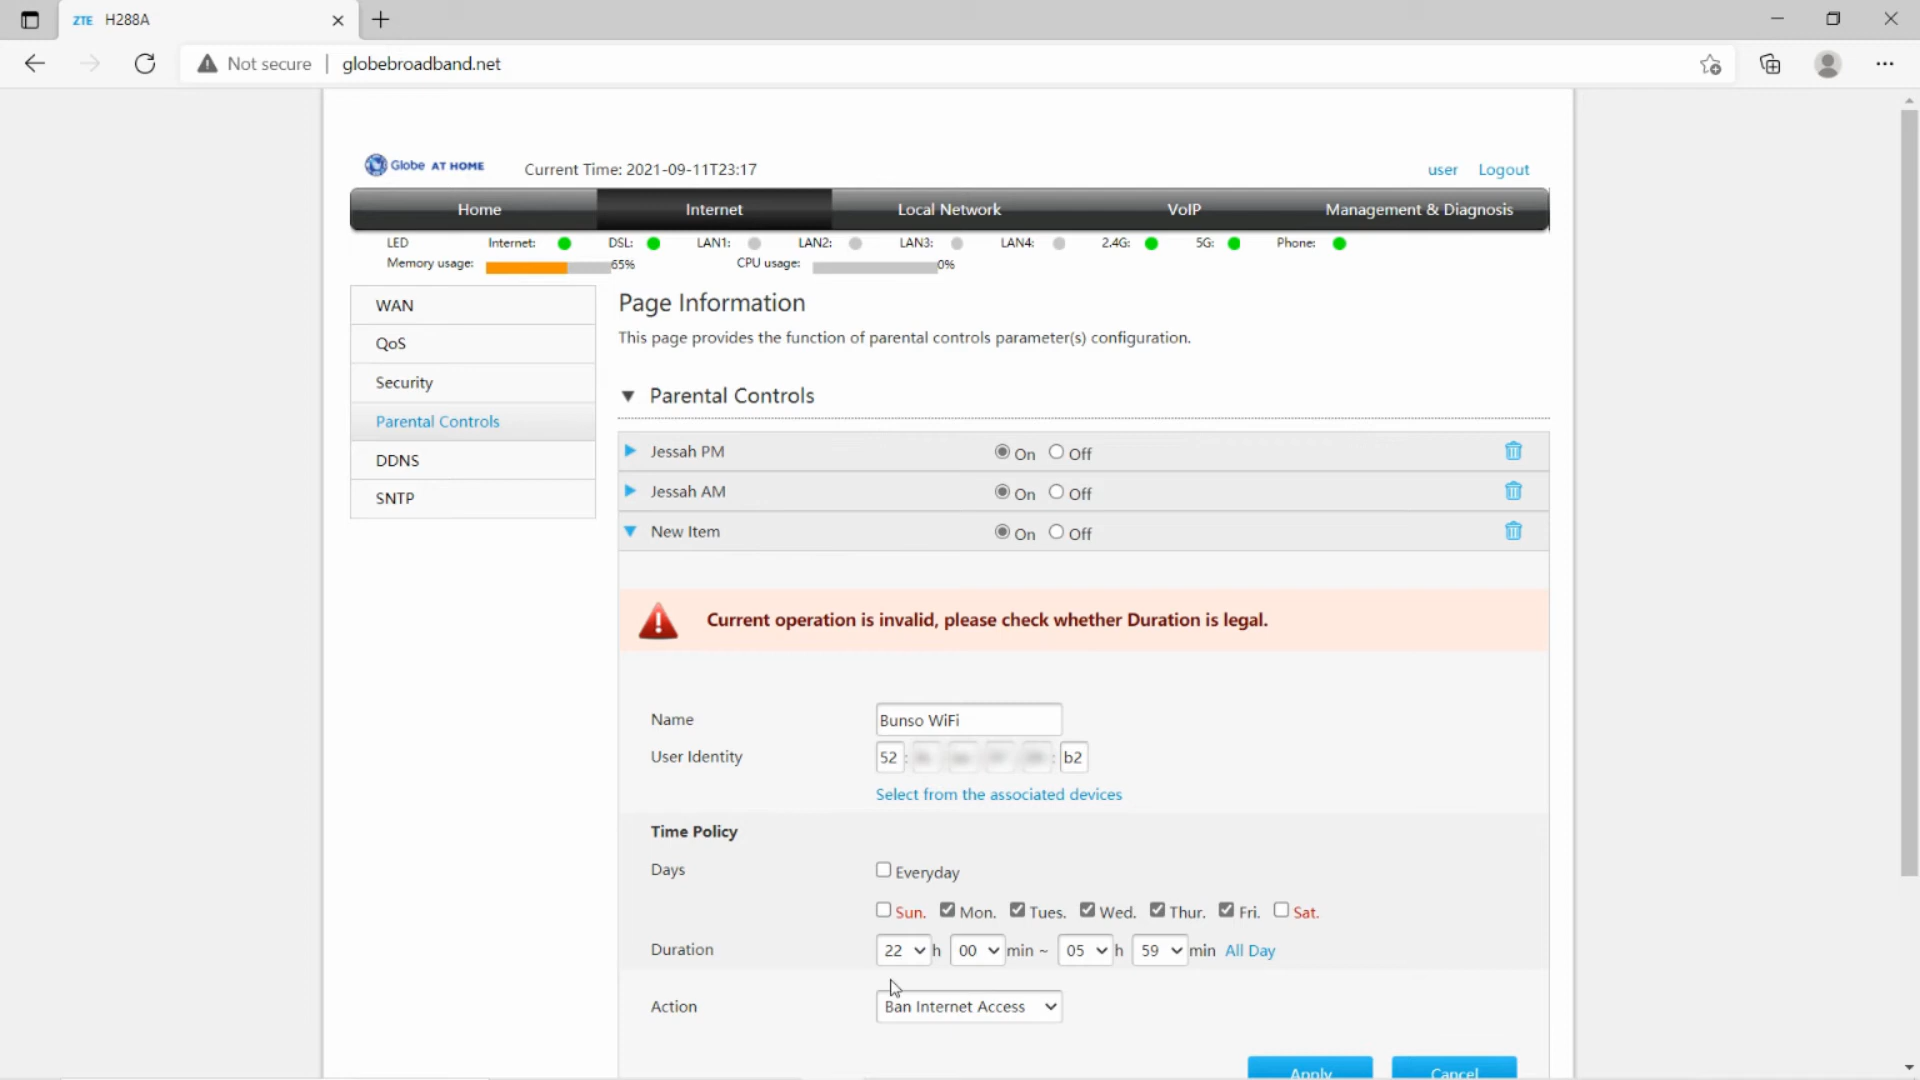 ZTE H288A
Not secure globebroadband.net
Globe AT HOME Current Time: 2021-09-11T23:17 user Logout
Home Internet Local Network VoIP Management & Diagnosis
LED Internet: DSL: LAN1: LAN2: LAN3: LAN4: 2.4G: 5G: Phone:
Memory usage: 65% CPU usage: 0%
WAN
QoS
Security
Parental Controls
DDNS
SNTP
Page Information
This page provides the function of parental controls parameter(s) configuration.
Parental Controls
Jessah PM On Off
Jessah AM On Off
New Item On Off
Current operation is invalid, please check whether Duration is legal.
Name Bunso WiFi
User Identity 52 : : b2
Select from the associated devices
Time Policy
Days Everyday
Sun. Mon. Tues. Wed. Thur. Fri. Sat.
Duration 22 h 00 min ~ 05 h 59 min All Day
Action Ban Internet Access
Apply Cancel